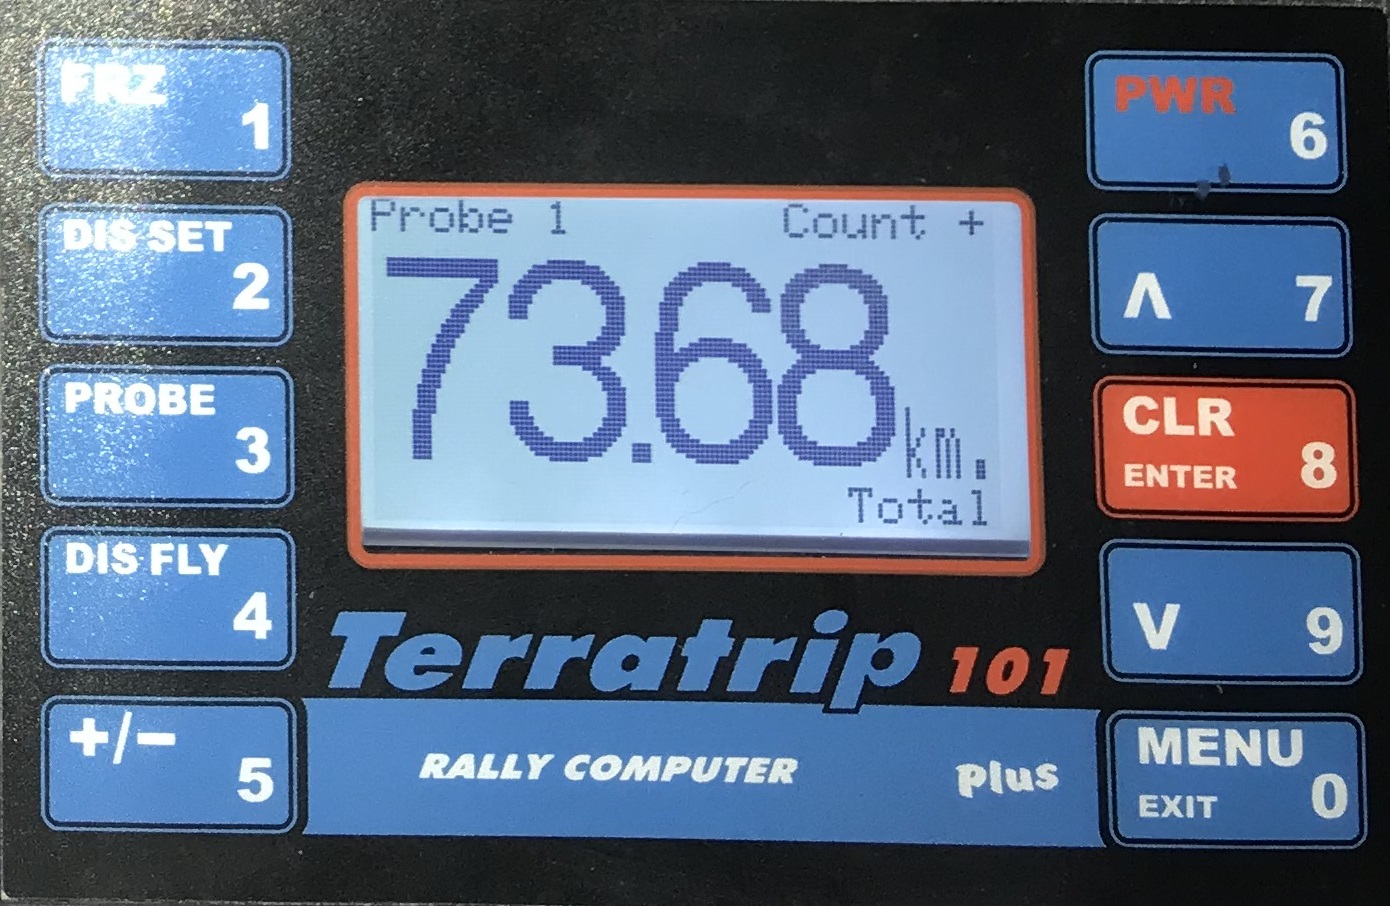 FRZ 1
DIS SET 2
PROBE 3
DIS FLY 4
+/- 5
Probe 1 Count +
73.68 km.
Total
Terratrip 101
RALLY COMPUTER plus
PWR 6
Λ 7
CLR
ENTER 8
V 9
MENU
EXIT 0